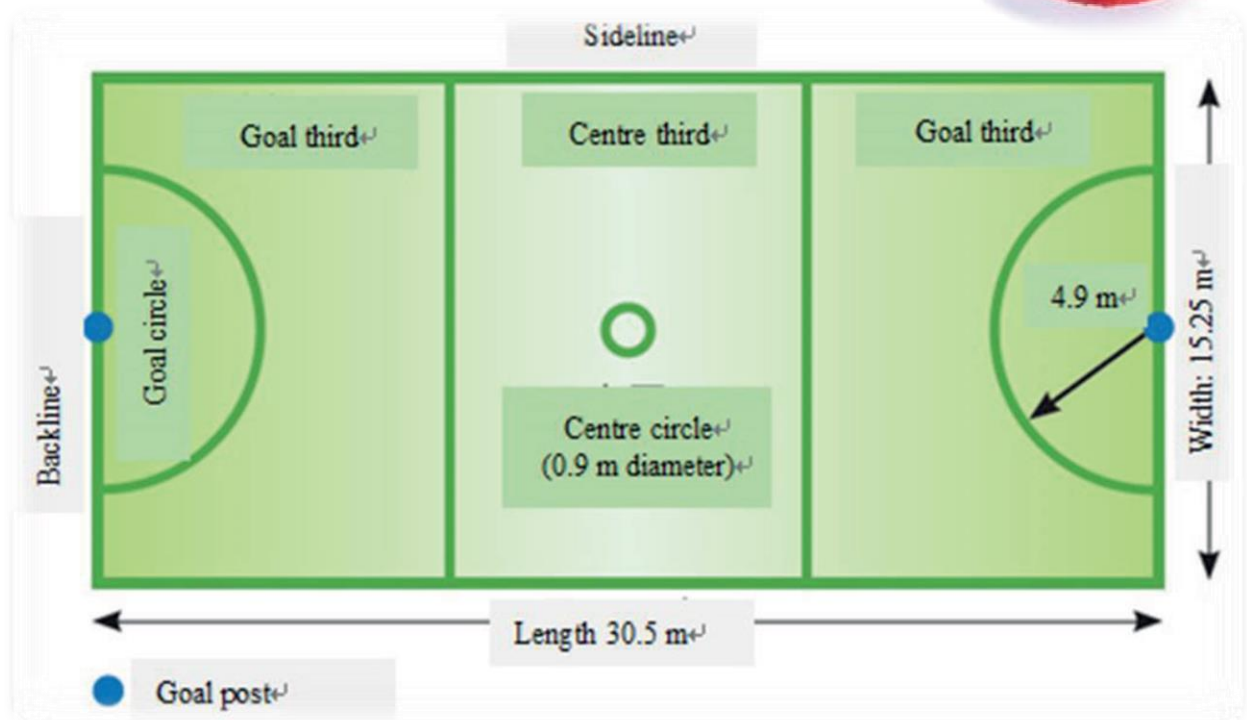 Sideline↵
Goal third↵
Centre third↵
Goal third↵
Goal circle↵
4.9 m↵
Backline↵
Width: 15.25 m↵
Centre circle↵
(0.9 m diameter)↵
Length 30.5 m↵
Goal post↵